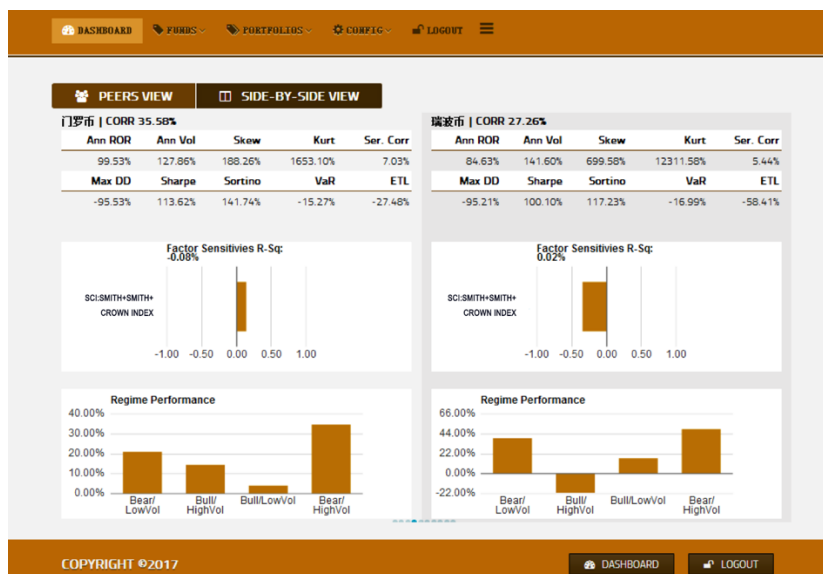 DASHBOARD FUNDS PORTFOLIOS CONFIG LOGOUT
PEERS VIEW SIDE-BY-SIDE VIEW
门罗币 | CORR 35.58%
Ann ROR Ann Vol Skew Kurt Ser. Corr
99.53% 127.86% 188.26% 1653.10% 7.03%
Max DD Sharpe Sortino VaR ETL
-95.53% 113.62% 141.74% -15.27% -27.48%
Factor Sensitivies R-Sq:
-0.08%
SCI:SMITH+SMITH+
CROWN INDEX
-1.00 -0.50 0.00 0.50 1.00
Regime Performance
40.00%
30.00%
20.00%
10.00%
0.00%
Bear/ Bull/ Bull/LowVol Bear/
LowVol HighVol HighVol
瑞波币 | CORR 27.26%
Ann ROR Ann Vol Skew Kurt Ser. Corr
84.63% 141.60% 699.58% 12311.58% 5.44%
Max DD Sharpe Sortino VaR ETL
-95.21% 100.10% 117.23% -16.99% -58.41%
Factor Sensitivies R-Sq:
0.02%
SCI:SMITH+SMITH+
CROWN INDEX
-1.00 -0.50 0.00 0.50 1.00
Regime Performance
66.00%
44.00%
22.00%
0.00%
-22.00%
Bear/ Bull/ Bull/LowVol Bear/
LowVol HighVol HighVol
COPYRIGHT ©2017 DASHBOARD LOGOUT